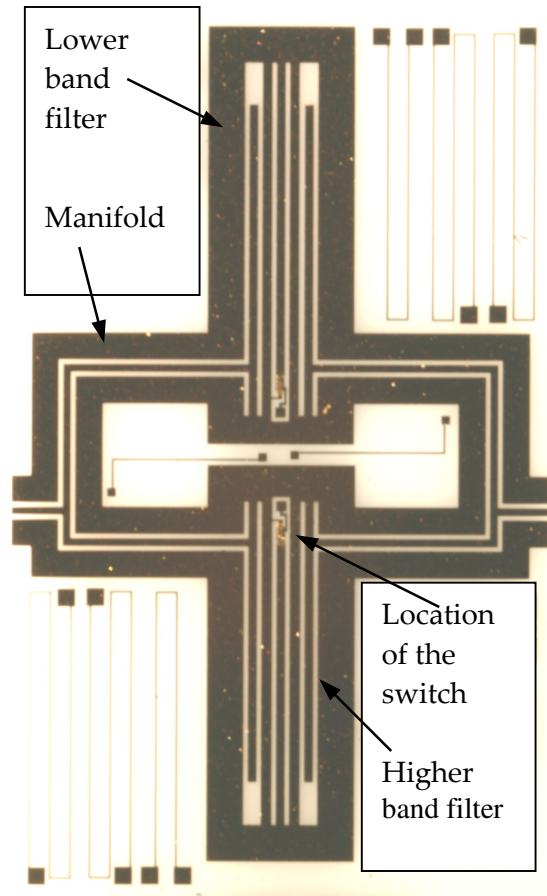 Lower
band
filter
Manifold
Location
of the
switch
Higher
band filter